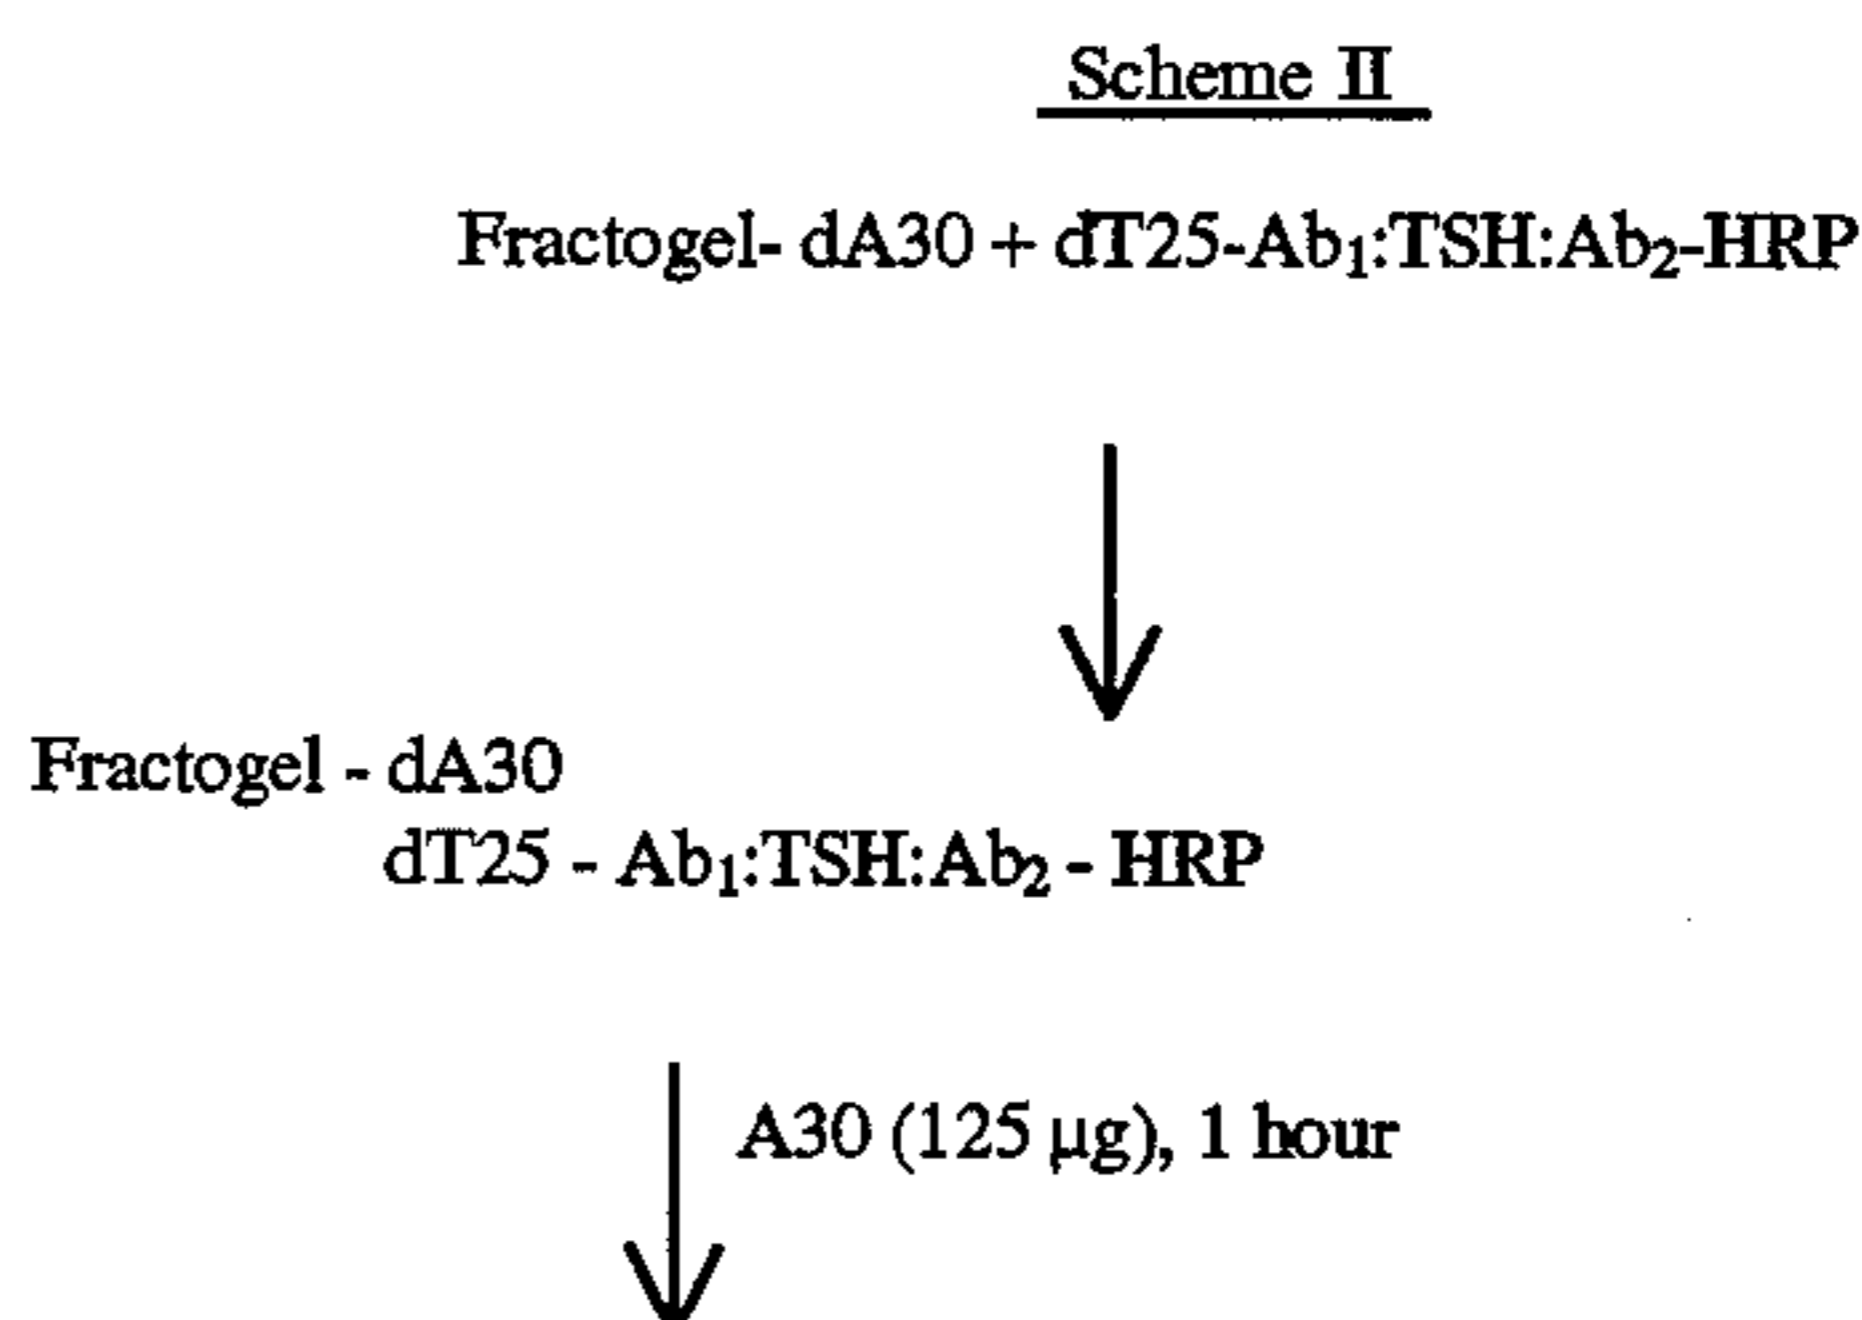 Scheme II
Fractogel- dA30 + dT25-Ab₁:TSH:Ab₂-HRP
Fractogel - dA30
dT25 - Ab₁:TSH:Ab₂ - HRP
A30 (125 µg), 1 hour